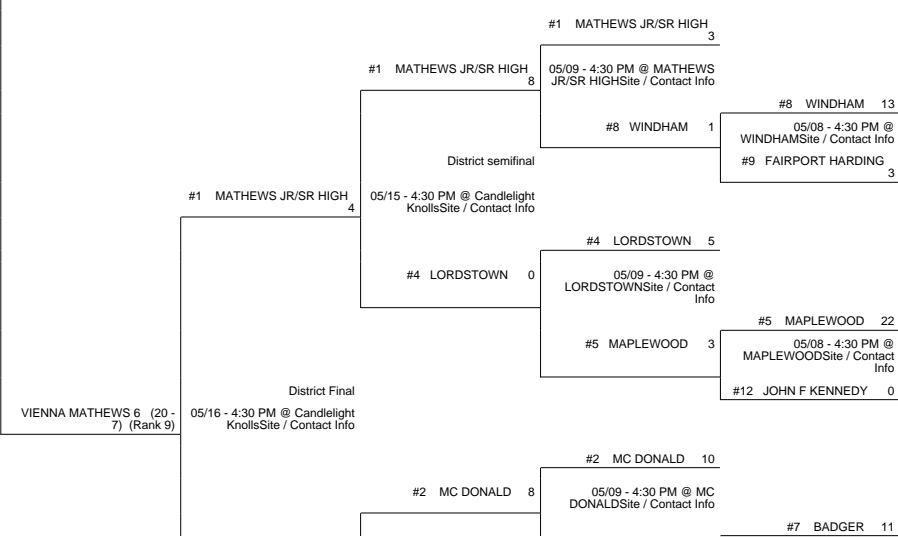 #1 MATHEWS JR/SR HIGH
3
#1 MATHEWS JR/SR HIGH
8
05/09 - 4:30 PM @ MATHEWS
JR/SR HIGHSite / Contact Info
#8 WINDHAM 13
#8 WINDHAM 1
05/08 - 4:30 PM @
WINDHAMSite / Contact Info
District semifinal
#9 FAIRPORT HARDING
3
#1 MATHEWS JR/SR HIGH
4
05/15 - 4:30 PM @ Candlelight
KnollsSite / Contact Info
#4 LORDSTOWN 5
#4 LORDSTOWN 0
05/09 - 4:30 PM @
LORDSTOWNSite / Contact
Info
#5 MAPLEWOOD 22
#5 MAPLEWOOD 3
05/08 - 4:30 PM @
MAPLEWOODSite / Contact
Info
District Final
#12 JOHN F KENNEDY 0
VIENNA MATHEWS 6 (20 -
7) (Rank 9)
05/16 - 4:30 PM @ Candlelight
KnollsSite / Contact Info
#2 MC DONALD 10
#2 MC DONALD 8
05/09 - 4:30 PM @ MC
DONALDSite / Contact Info
#7 BADGER 11